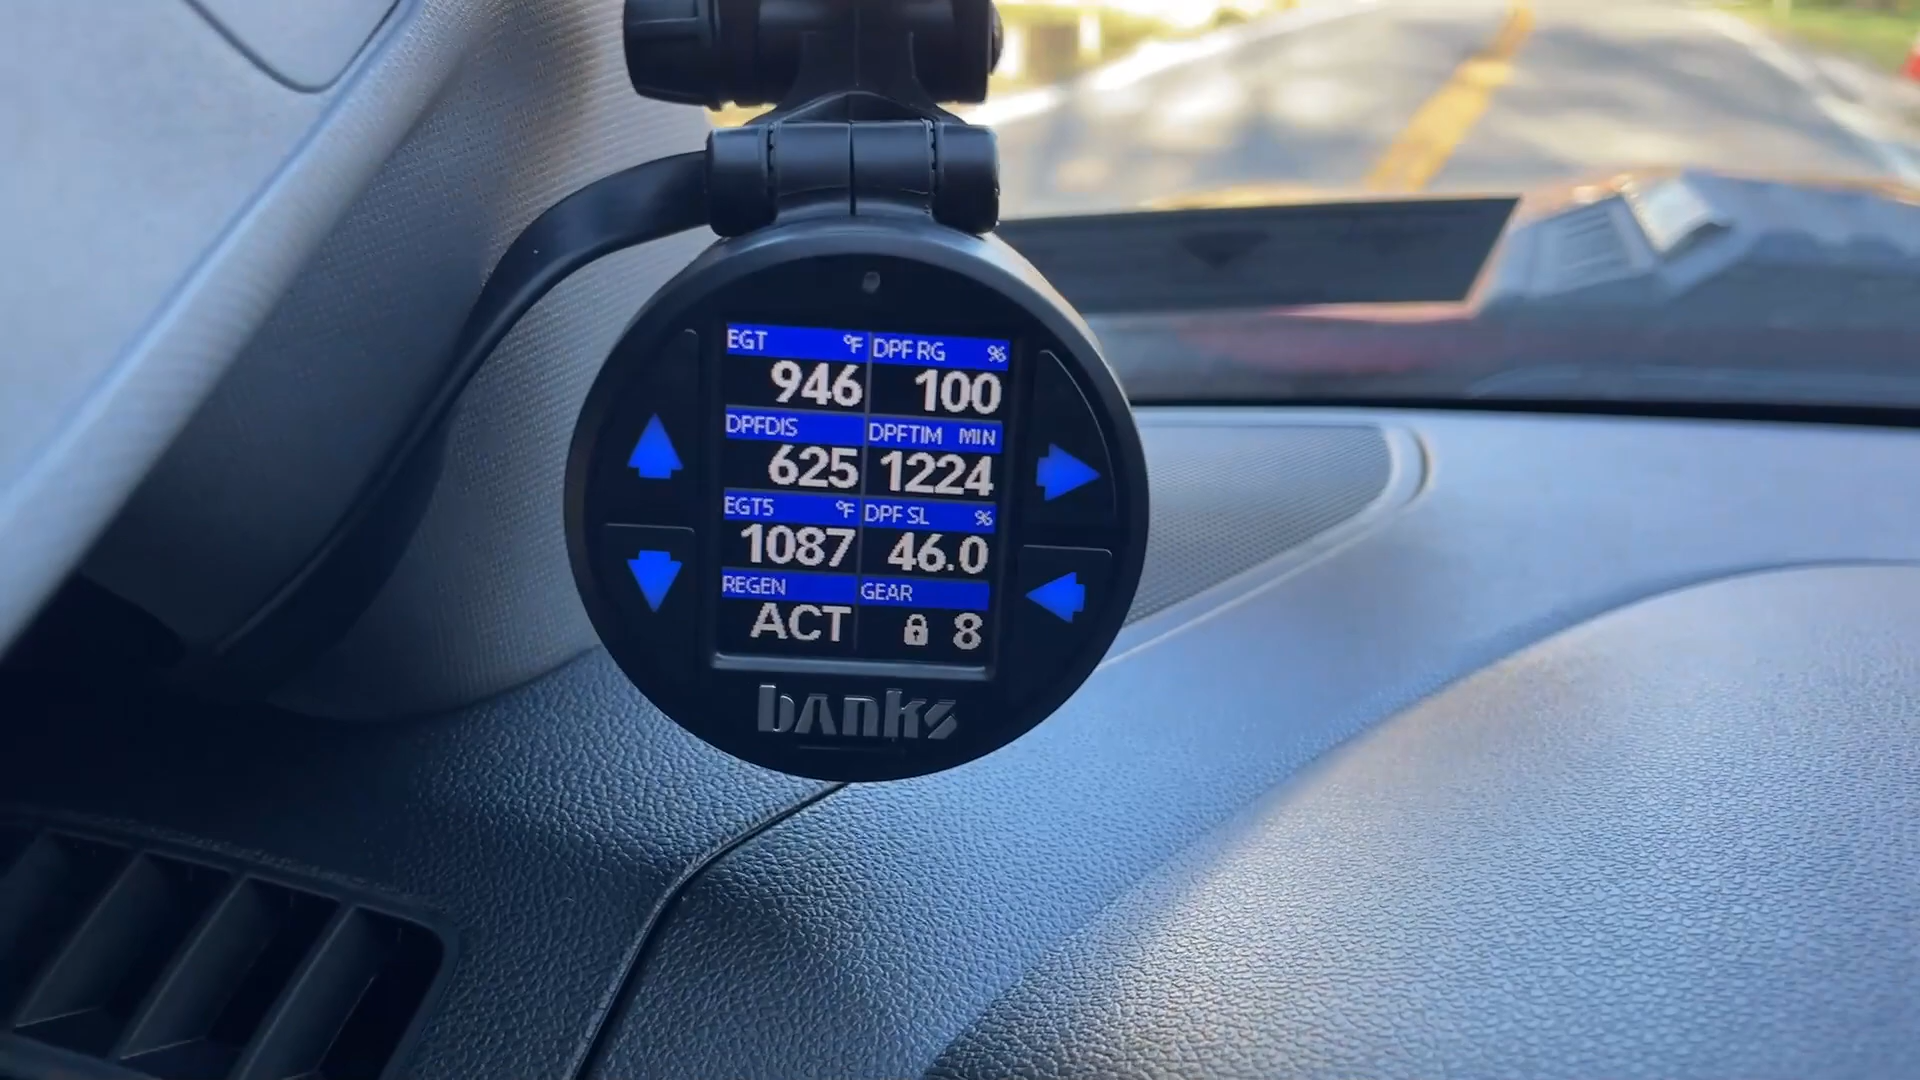 EGT °F DPF RG %
946 100
DPFDIS DPFTIM MIN
625 1224
EGT5 °F DPF SL %
1087 46.0
REGEN GEAR
ACT 8
banks